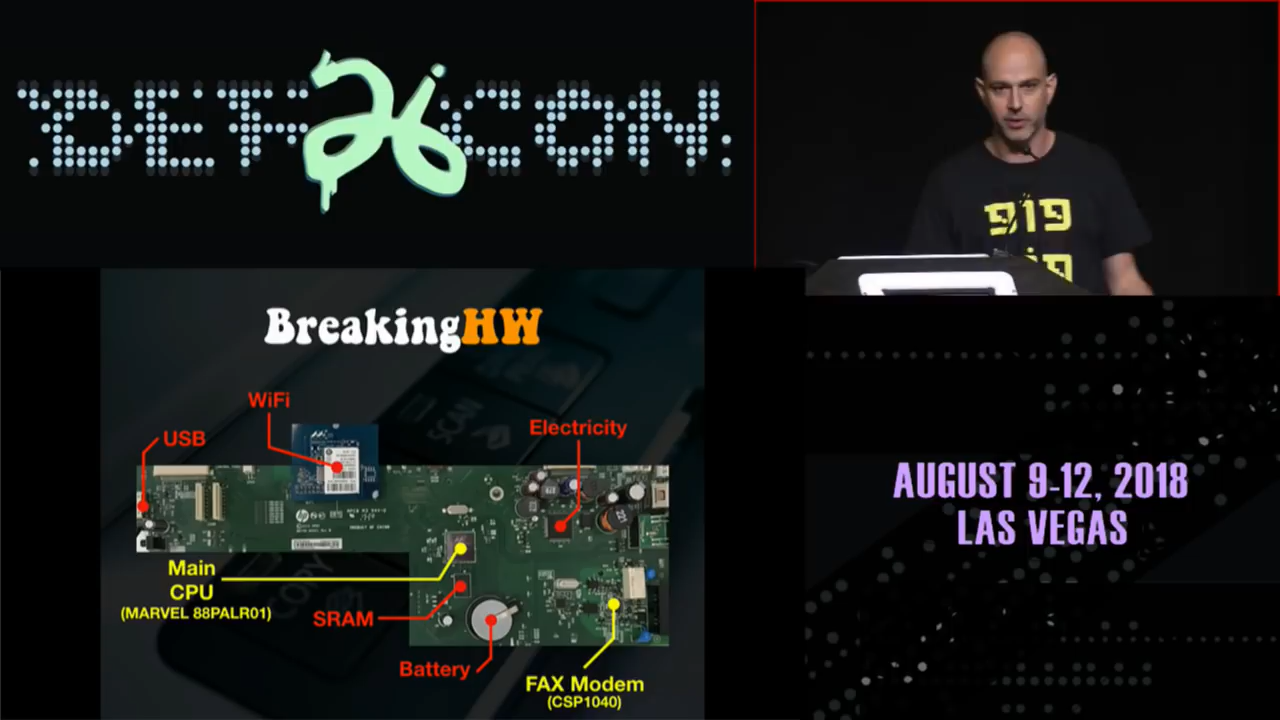 DEF 26 CON
BreakingHW
WiFi
USB
Electricity
Main
CPU
(MARVEL 88PALR01)
SRAM
Battery
FAX Modem
(CSP1040)
AUGUST 9-12, 2018
LAS VEGAS